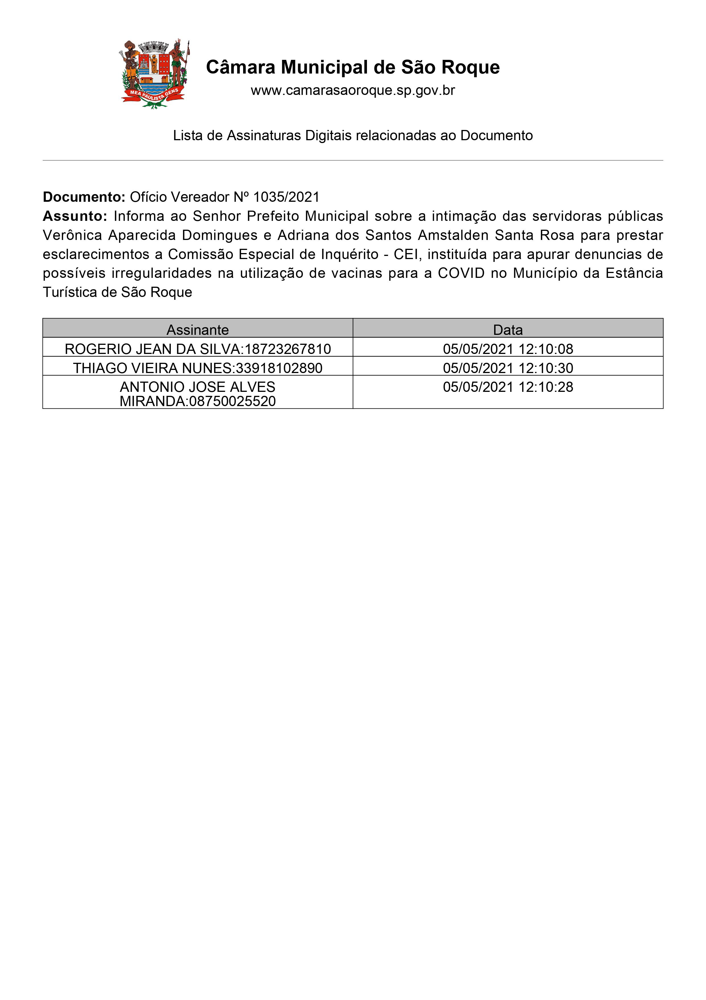 MEA PAULISTA GENS
Câmara Municipal de São Roque
www.camarasaoroque.sp.gov.br
Lista de Assinaturas Digitais relacionadas ao Documento
Documento: Ofício Vereador Nº 1035/2021
Assunto: Informa ao Senhor Prefeito Municipal sobre a intimação das servidoras públicas
Verônica Aparecida Domingues e Adriana dos Santos Amstalden Santa Rosa para prestar
esclarecimentos a Comissão Especial de Inquérito - CEI, instituída para apurar denuncias de
possíveis irregularidades na utilização de vacinas para a COVID no Município da Estância
Turística de São Roque
Assinante Data
ROGERIO JEAN DA SILVA:18723267810 05/05/2021 12:10:08
THIAGO VIEIRA NUNES:33918102890 05/05/2021 12:10:30
ANTONIO JOSE ALVES 05/05/2021 12:10:28
MIRANDA:08750025520